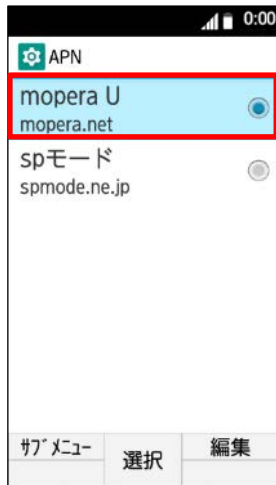 0:00
APN
mopera U
mopera.net
spモード
spmode.ne.jp
ｻﾌﾞﾒﾆｭｰ
選択
編集